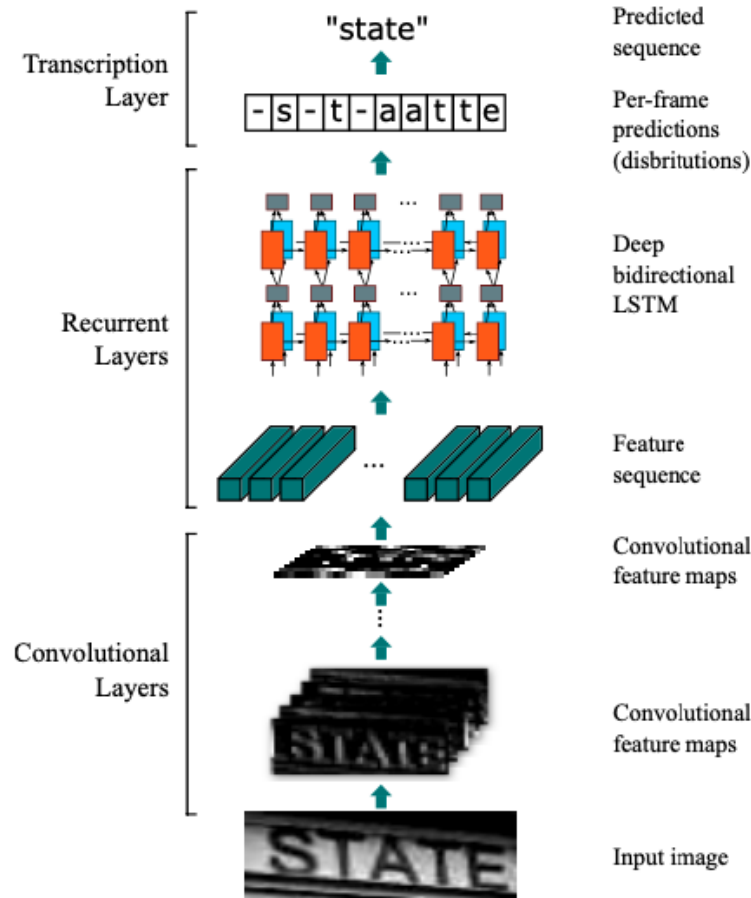 "state"
Predicted
sequence
Transcription
Layer
-s-t-aatte
Per-frame
predictions
(disbritutions)
...
Deep
bidirectional
LSTM
Recurrent
Layers
...
Feature
sequence
Convolutional
feature maps
Convolutional
Layers
STATE
Convolutional
feature maps
STATE
Input image